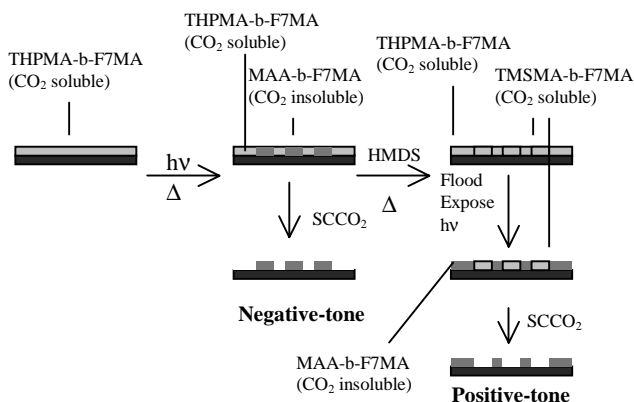 THPMA-b-F7MA
(CO₂ soluble)
THPMA-b-F7MA
(CO₂ soluble)
MAA-b-F7MA
(CO₂ insoluble)
THPMA-b-F7MA
(CO₂ soluble)
TMSMA-b-F7MA
(CO₂ soluble)
hν
Δ
HMDS
Δ
SCCO₂
Negative-tone
Flood
Expose
hν
MAA-b-F7MA
(CO₂ insoluble)
SCCO₂
Positive-tone